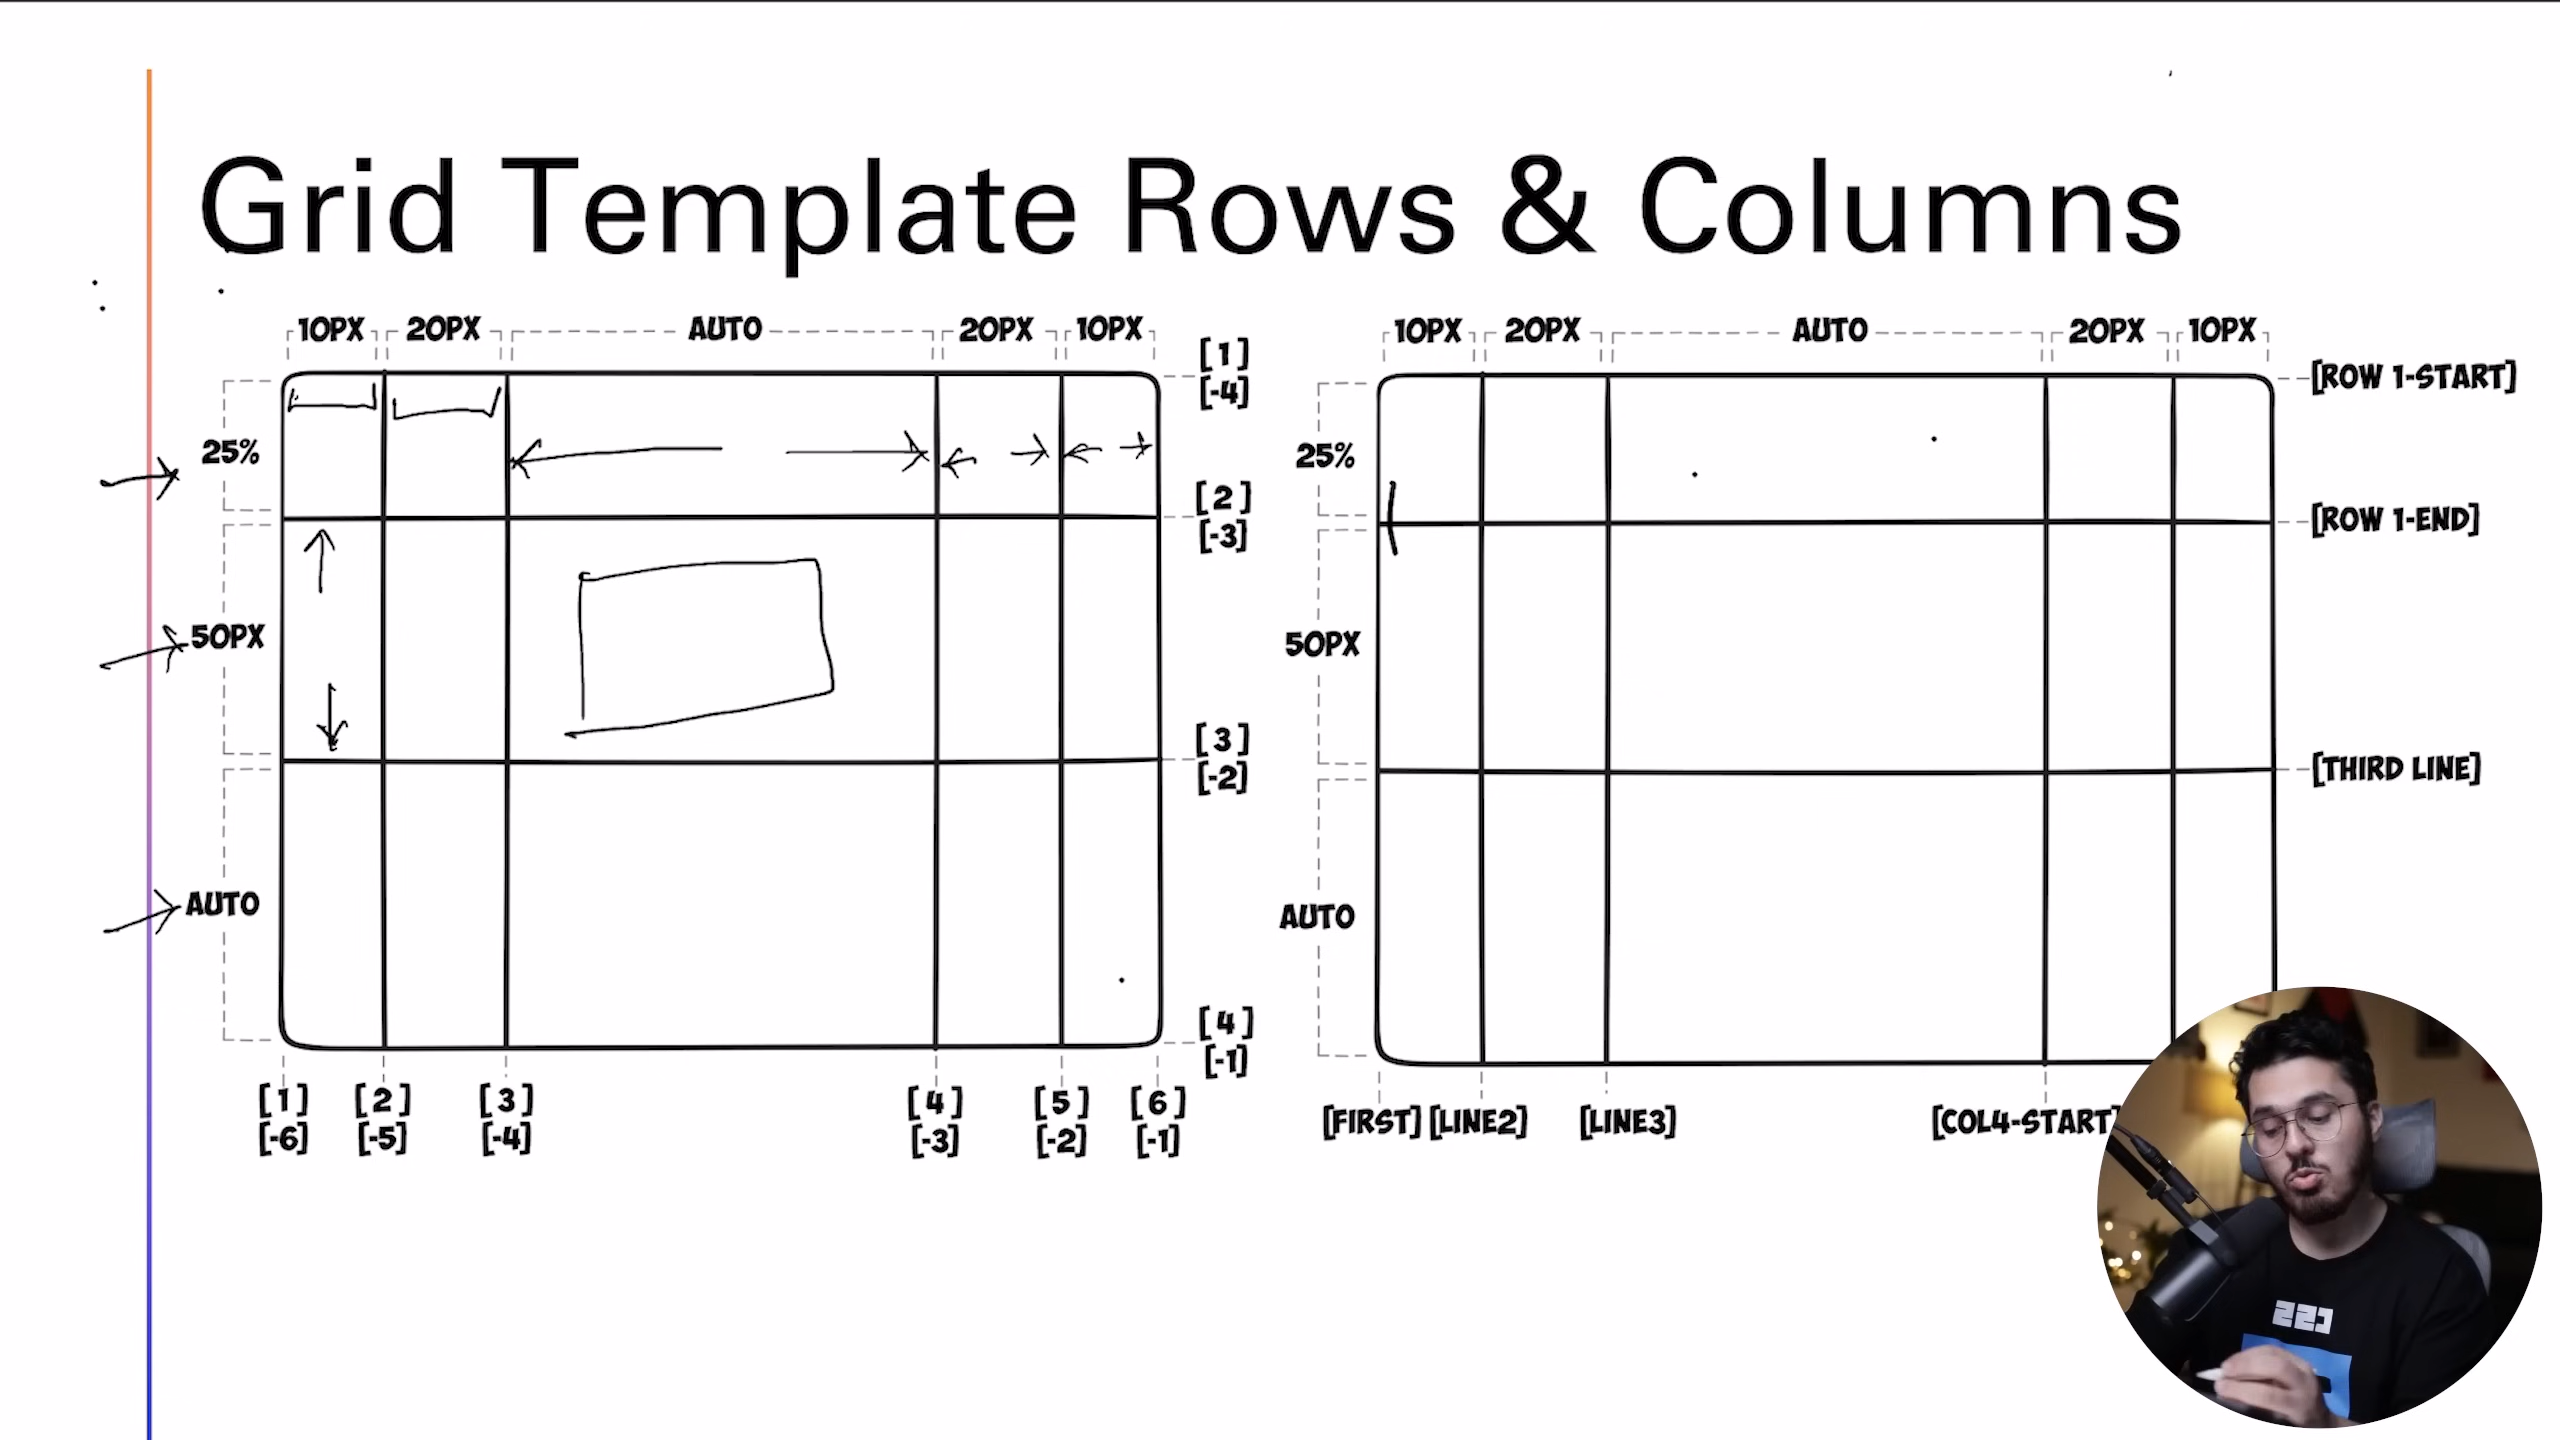 Grid Template Rows & Columns
10PX 20PX AUTO 20PX 10PX
25%
50PX
AUTO
[1]
[-4]
[2]
[-3]
[3]
[-2]
[4]
[-1]
[1] [2] [3] [4] [5] [6]
[-6] [-5] [-4] [-3] [-2] [-1]
10PX 20PX AUTO 20PX 10PX
25%
50PX
AUTO
[ROW 1-START]
[ROW 1-END]
[THIRD LINE]
[FIRST] [LINE2] [LINE3] [COL4-START]